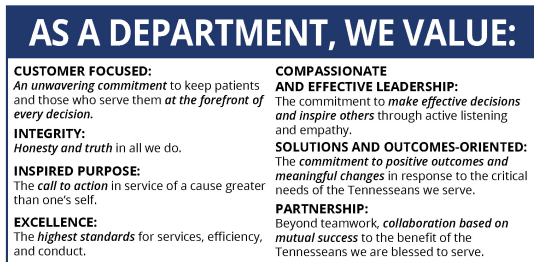 AS A DEPARTMENT, WE VALUE:
CUSTOMER FOCUSED:
An unwavering commitment to keep patients
and those who serve them at the forefront of
every decision.
INTEGRITY:
Honesty and truth in all we do.
INSPIRED PURPOSE:
The call to action in service of a cause greater
than one's self.
EXCELLENCE:
The highest standards for services, efficiency,
and conduct.
COMPASSIONATE
AND EFFECTIVE LEADERSHIP:
The commitment to make effective decisions
and inspire others through active listening
and empathy.
SOLUTIONS AND OUTCOMES-ORIENTED:
The commitment to positive outcomes and
meaningful changes in response to the critical
needs of the Tennesseans we serve.
PARTNERSHIP:
Beyond teamwork, collaboration based on
mutual success to the benefit of the
Tennesseans we are blessed to serve.